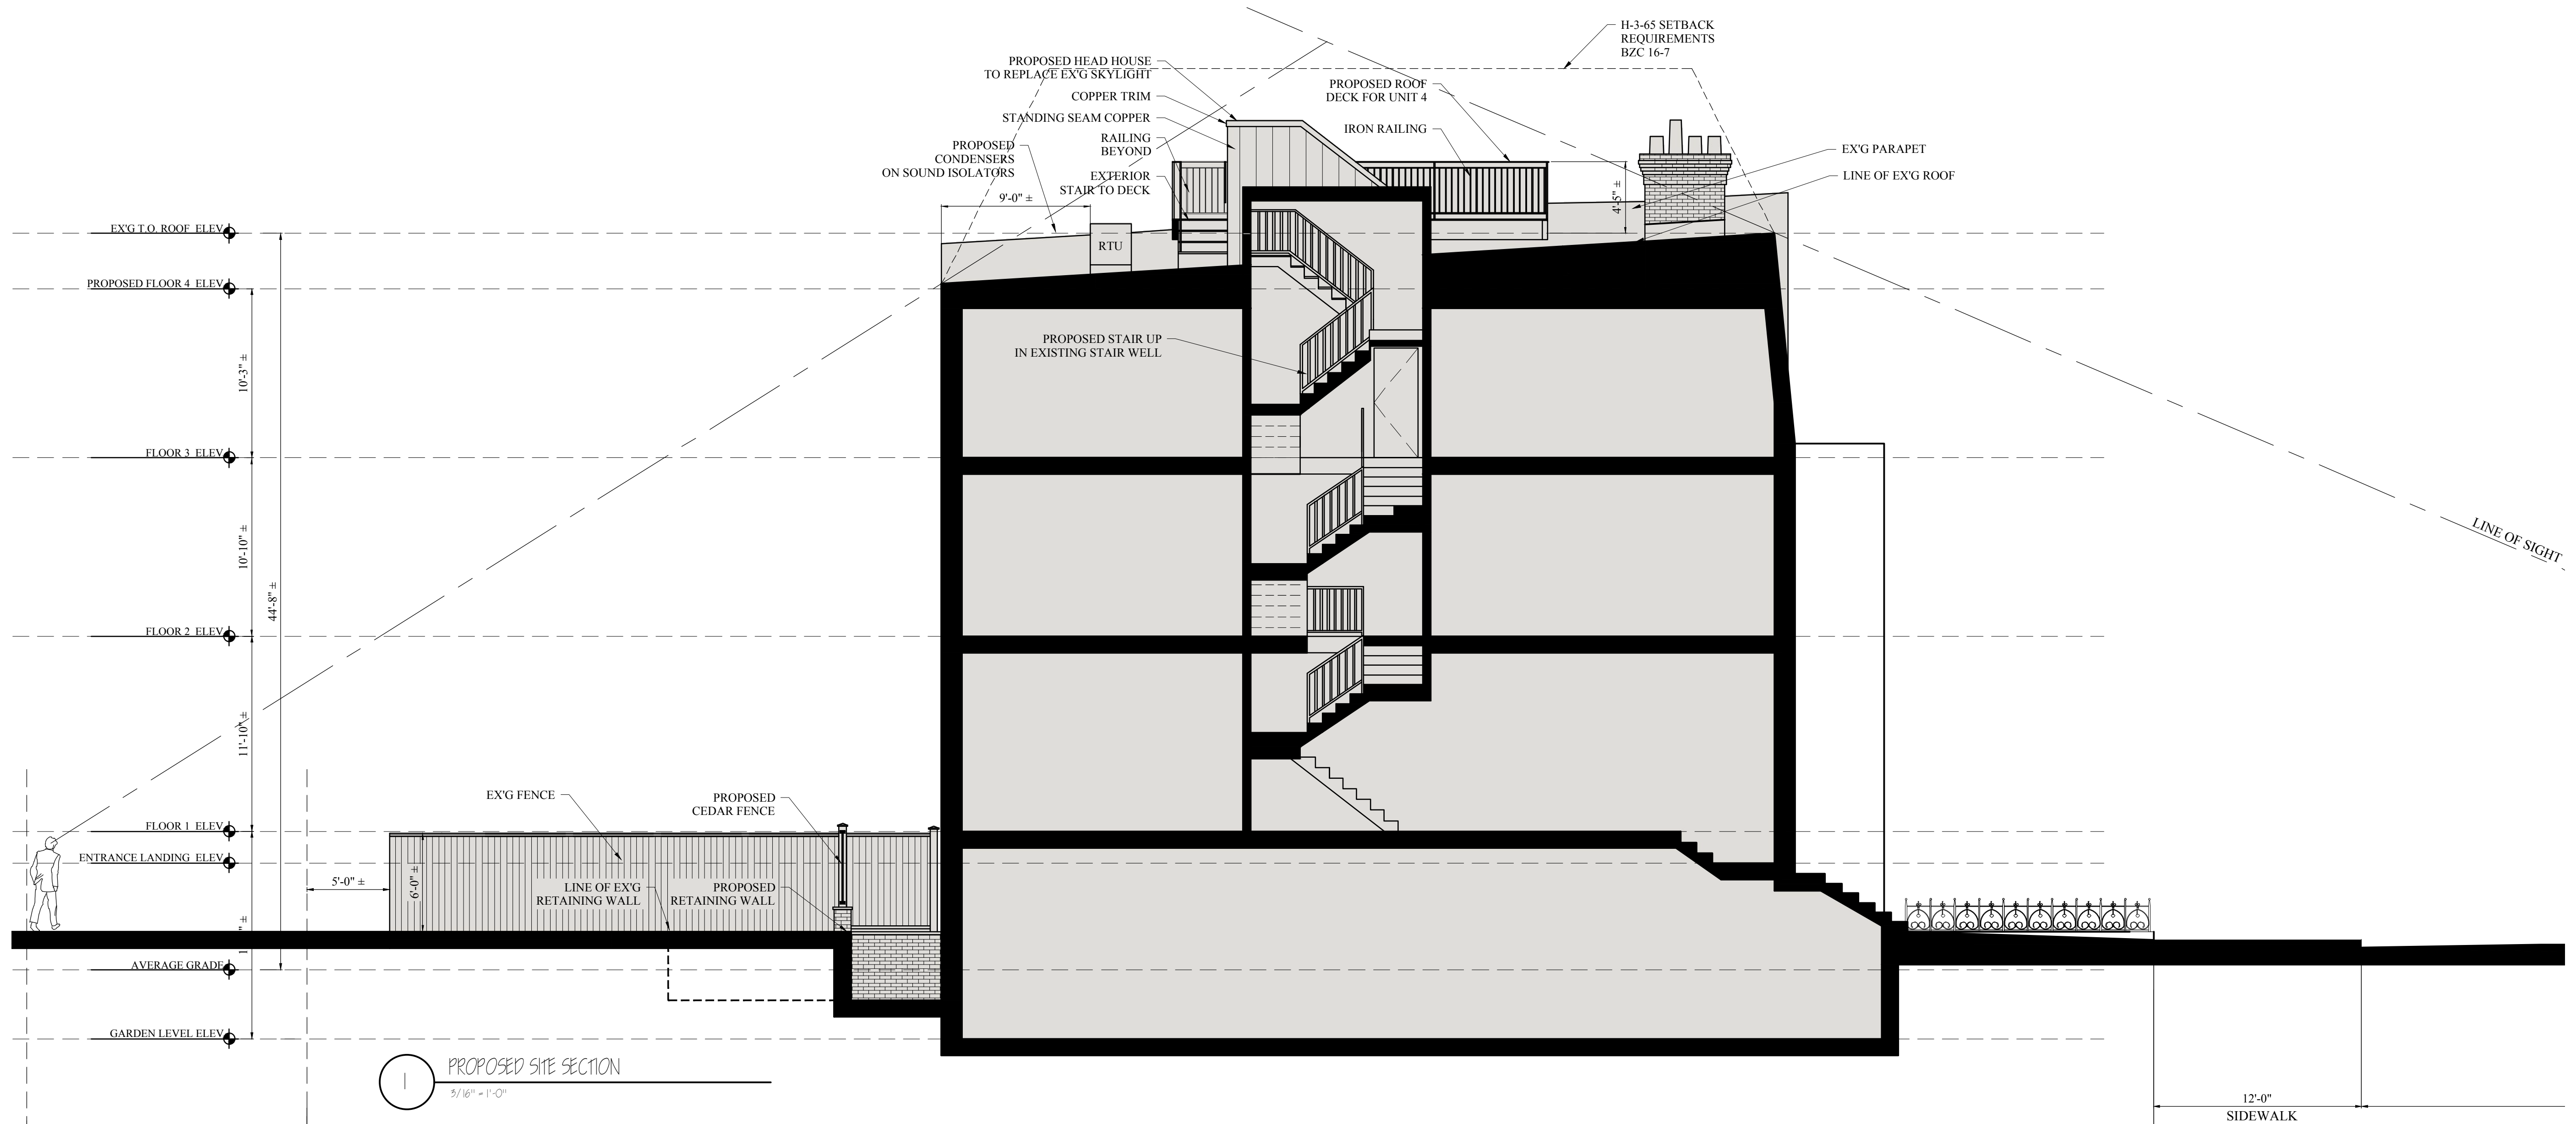 H-3-65 SETBACK
REQUIREMENTS
BZC 16-7
PROPOSED HEAD HOUSE
TO REPLACE EX'G SKYLIGHT
COPPER TRIM
STANDING SEAM COPPER
RAILING
BEYOND
PROPOSED
CONDENSERS
ON SOUND ISOLATORS
EXTERIOR
STAIR TO DECK
PROPOSED ROOF
DECK FOR UNIT 4
IRON RAILING
EX'G PARAPET
LINE OF EX'G ROOF
9'-0" ±
4'-5" ±
RTU
EX'G T.O. ROOF ELEV
PROPOSED FLOOR 4 ELEV
10'-3" ±
PROPOSED STAIR UP
IN EXISTING STAIR WELL
FLOOR 3 ELEV
10'-10" ±
44'-8" ±
LINE OF SIGHT
FLOOR 2 ELEV
11'-10" ±
EX'G FENCE
PROPOSED
CEDAR FENCE
FLOOR 1 ELEV
ENTRANCE LANDING ELEV
5'-0" ±
6'-0" ±
LINE OF EX'G
RETAINING WALL
PROPOSED
RETAINING WALL
AVERAGE GRADE
GARDEN LEVEL ELEV
1
PROPOSED SITE SECTION
3/16" = 1'-0"
12'-0"
SIDEWALK